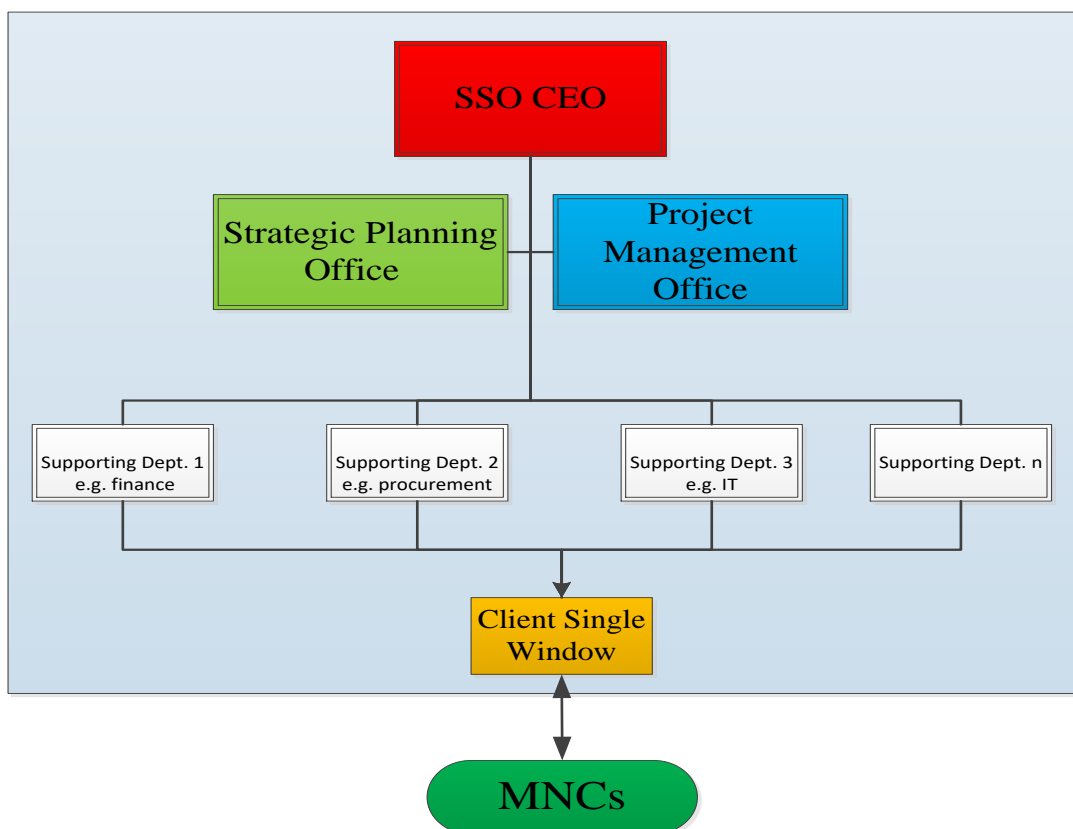 SSO CEO
Strategic Planning
Office
Project
Management
Office
Supporting Dept. 1
e.g. finance
Supporting Dept. 2
e.g. procurement
Supporting Dept. 3
e.g. IT
Supporting Dept. n
Client Single
Window
MNCs